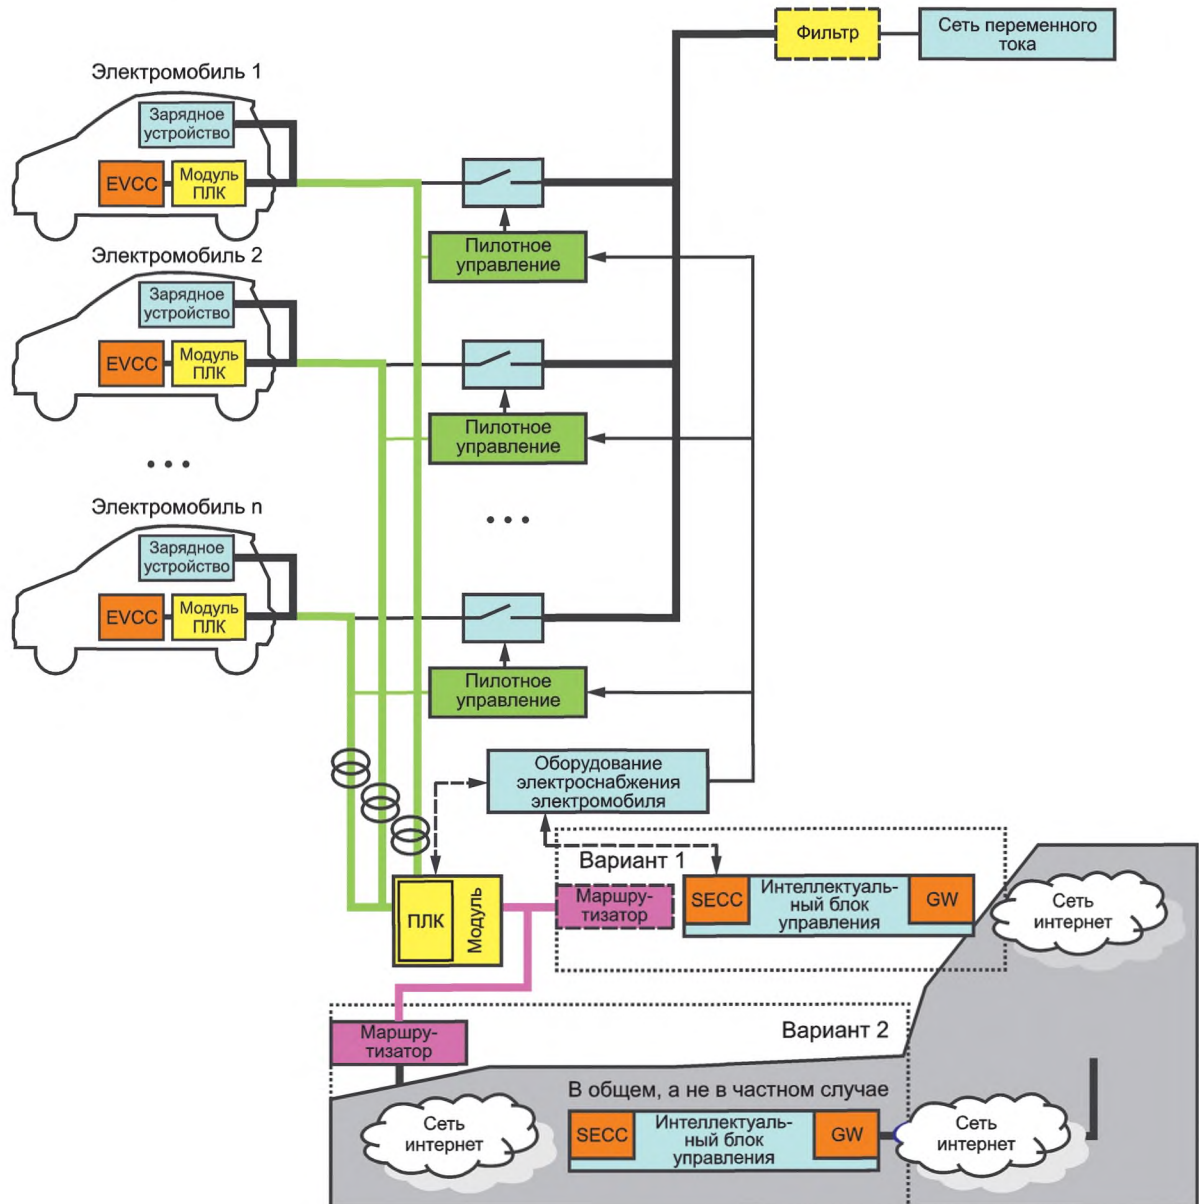 Фильтр
Сеть переменного
тока
Электромобиль 1
Зарядное
устройство
EVCC
Модуль
ПЛК
Пилотное
управление
Электромобиль 2
Зарядное
устройство
EVCC
Модуль
ПЛК
Пилотное
управление
• • •
Электромобиль n
• • •
Зарядное
устройство
EVCC
Модуль
ПЛК
Пилотное
управление
Оборудование
электроснабжения
электромобиля
Вариант 1
ПЛК
Модуль
Маршру-
тизатор
SECC
Интеллектуаль-
ный блок
управления
GW
Сеть
интернет
Маршру-
тизатор
Вариант 2
В общем, а не в частном случае
Сеть
интернет
SECC
Интеллектуаль-
ный блок
управления
GW
Сеть
интернет